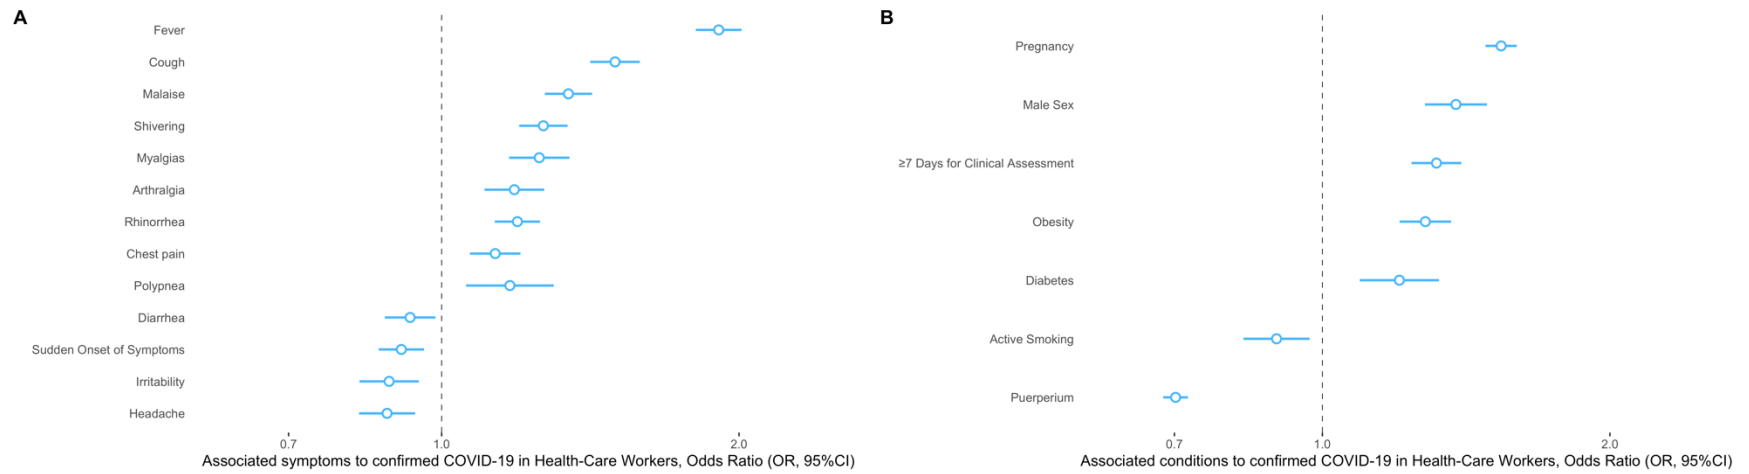 A
Fever
Cough
Malaise
Shivering
Myalgias
Arthralgia
Rhinorrhea
Chest pain
Polypnea
Diarrhea
Sudden Onset of Symptoms
Irritability
Headache
0.7 1.0 2.0
Associated symptoms to confirmed COVID-19 in Health-Care Workers, Odds Ratio (OR, 95%CI)
B
Pregnancy
Male Sex
≥7 Days for Clinical Assessment
Obesity
Diabetes
Active Smoking
Puerperium
0.7 1.0 2.0
Associated conditions to confirmed COVID-19 in Health-Care Workers, Odds Ratio (OR, 95%CI)